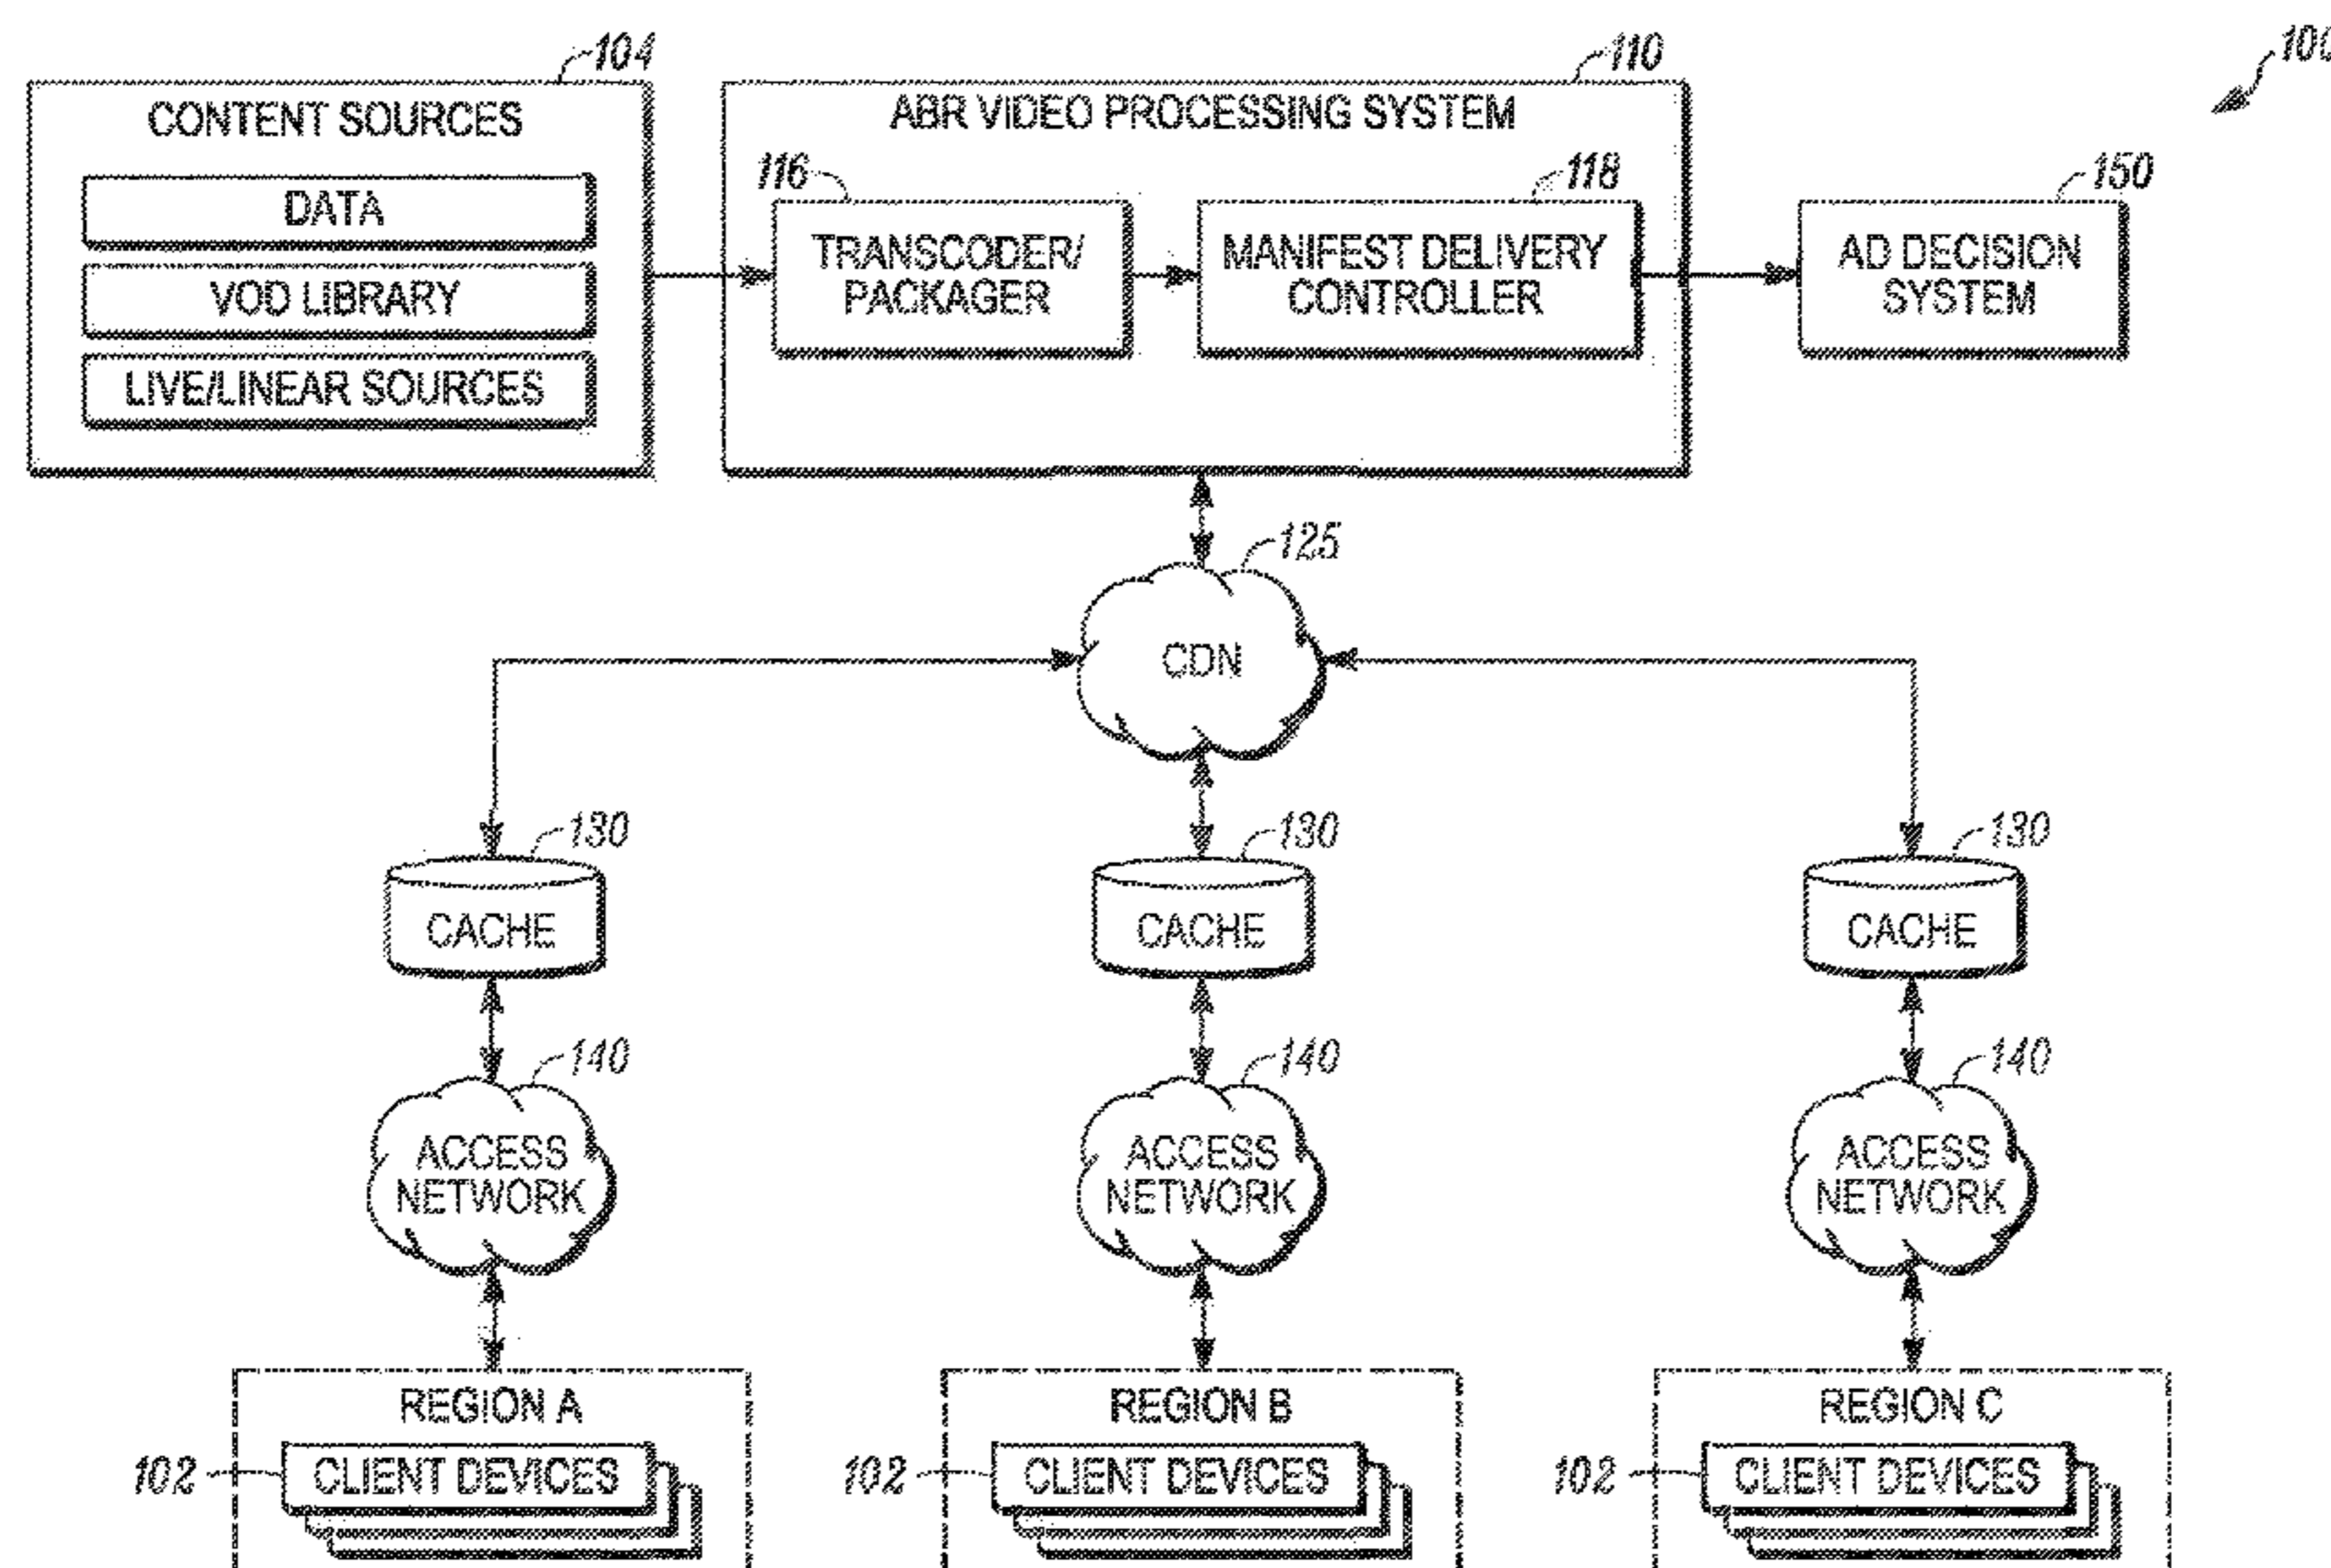 104
110
100
CONTENT SOURCES
ABR VIDEO PROCESSING SYSTEM
116
118
150
DATA
VOD LIBRARY
LIVE/LINEAR SOURCES
TRANSCODER/
PACKAGER
MANIFEST DELIVERY
CONTROLLER
AD DECISION
SYSTEM
125
CDN
130
130
130
CACHE
CACHE
CACHE
140
140
140
ACCESS
NETWORK
ACCESS
NETWORK
ACCESS
NETWORK
REGION A
REGION B
REGION C
102
CLIENT DEVICES
102
CLIENT DEVICES
102
CLIENT DEVICES